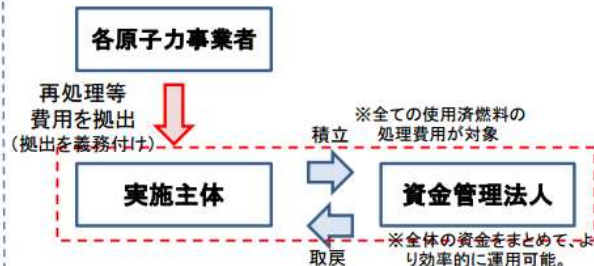 各原子力事業者
再処理等
費用を拠出
(拠出を義務付け)
※全ての使用済燃料の
処理費用が対象
積立
実施主体
資金管理法人
取戻
※全体の資金をまとめて、よ
り効率的に運用可能。